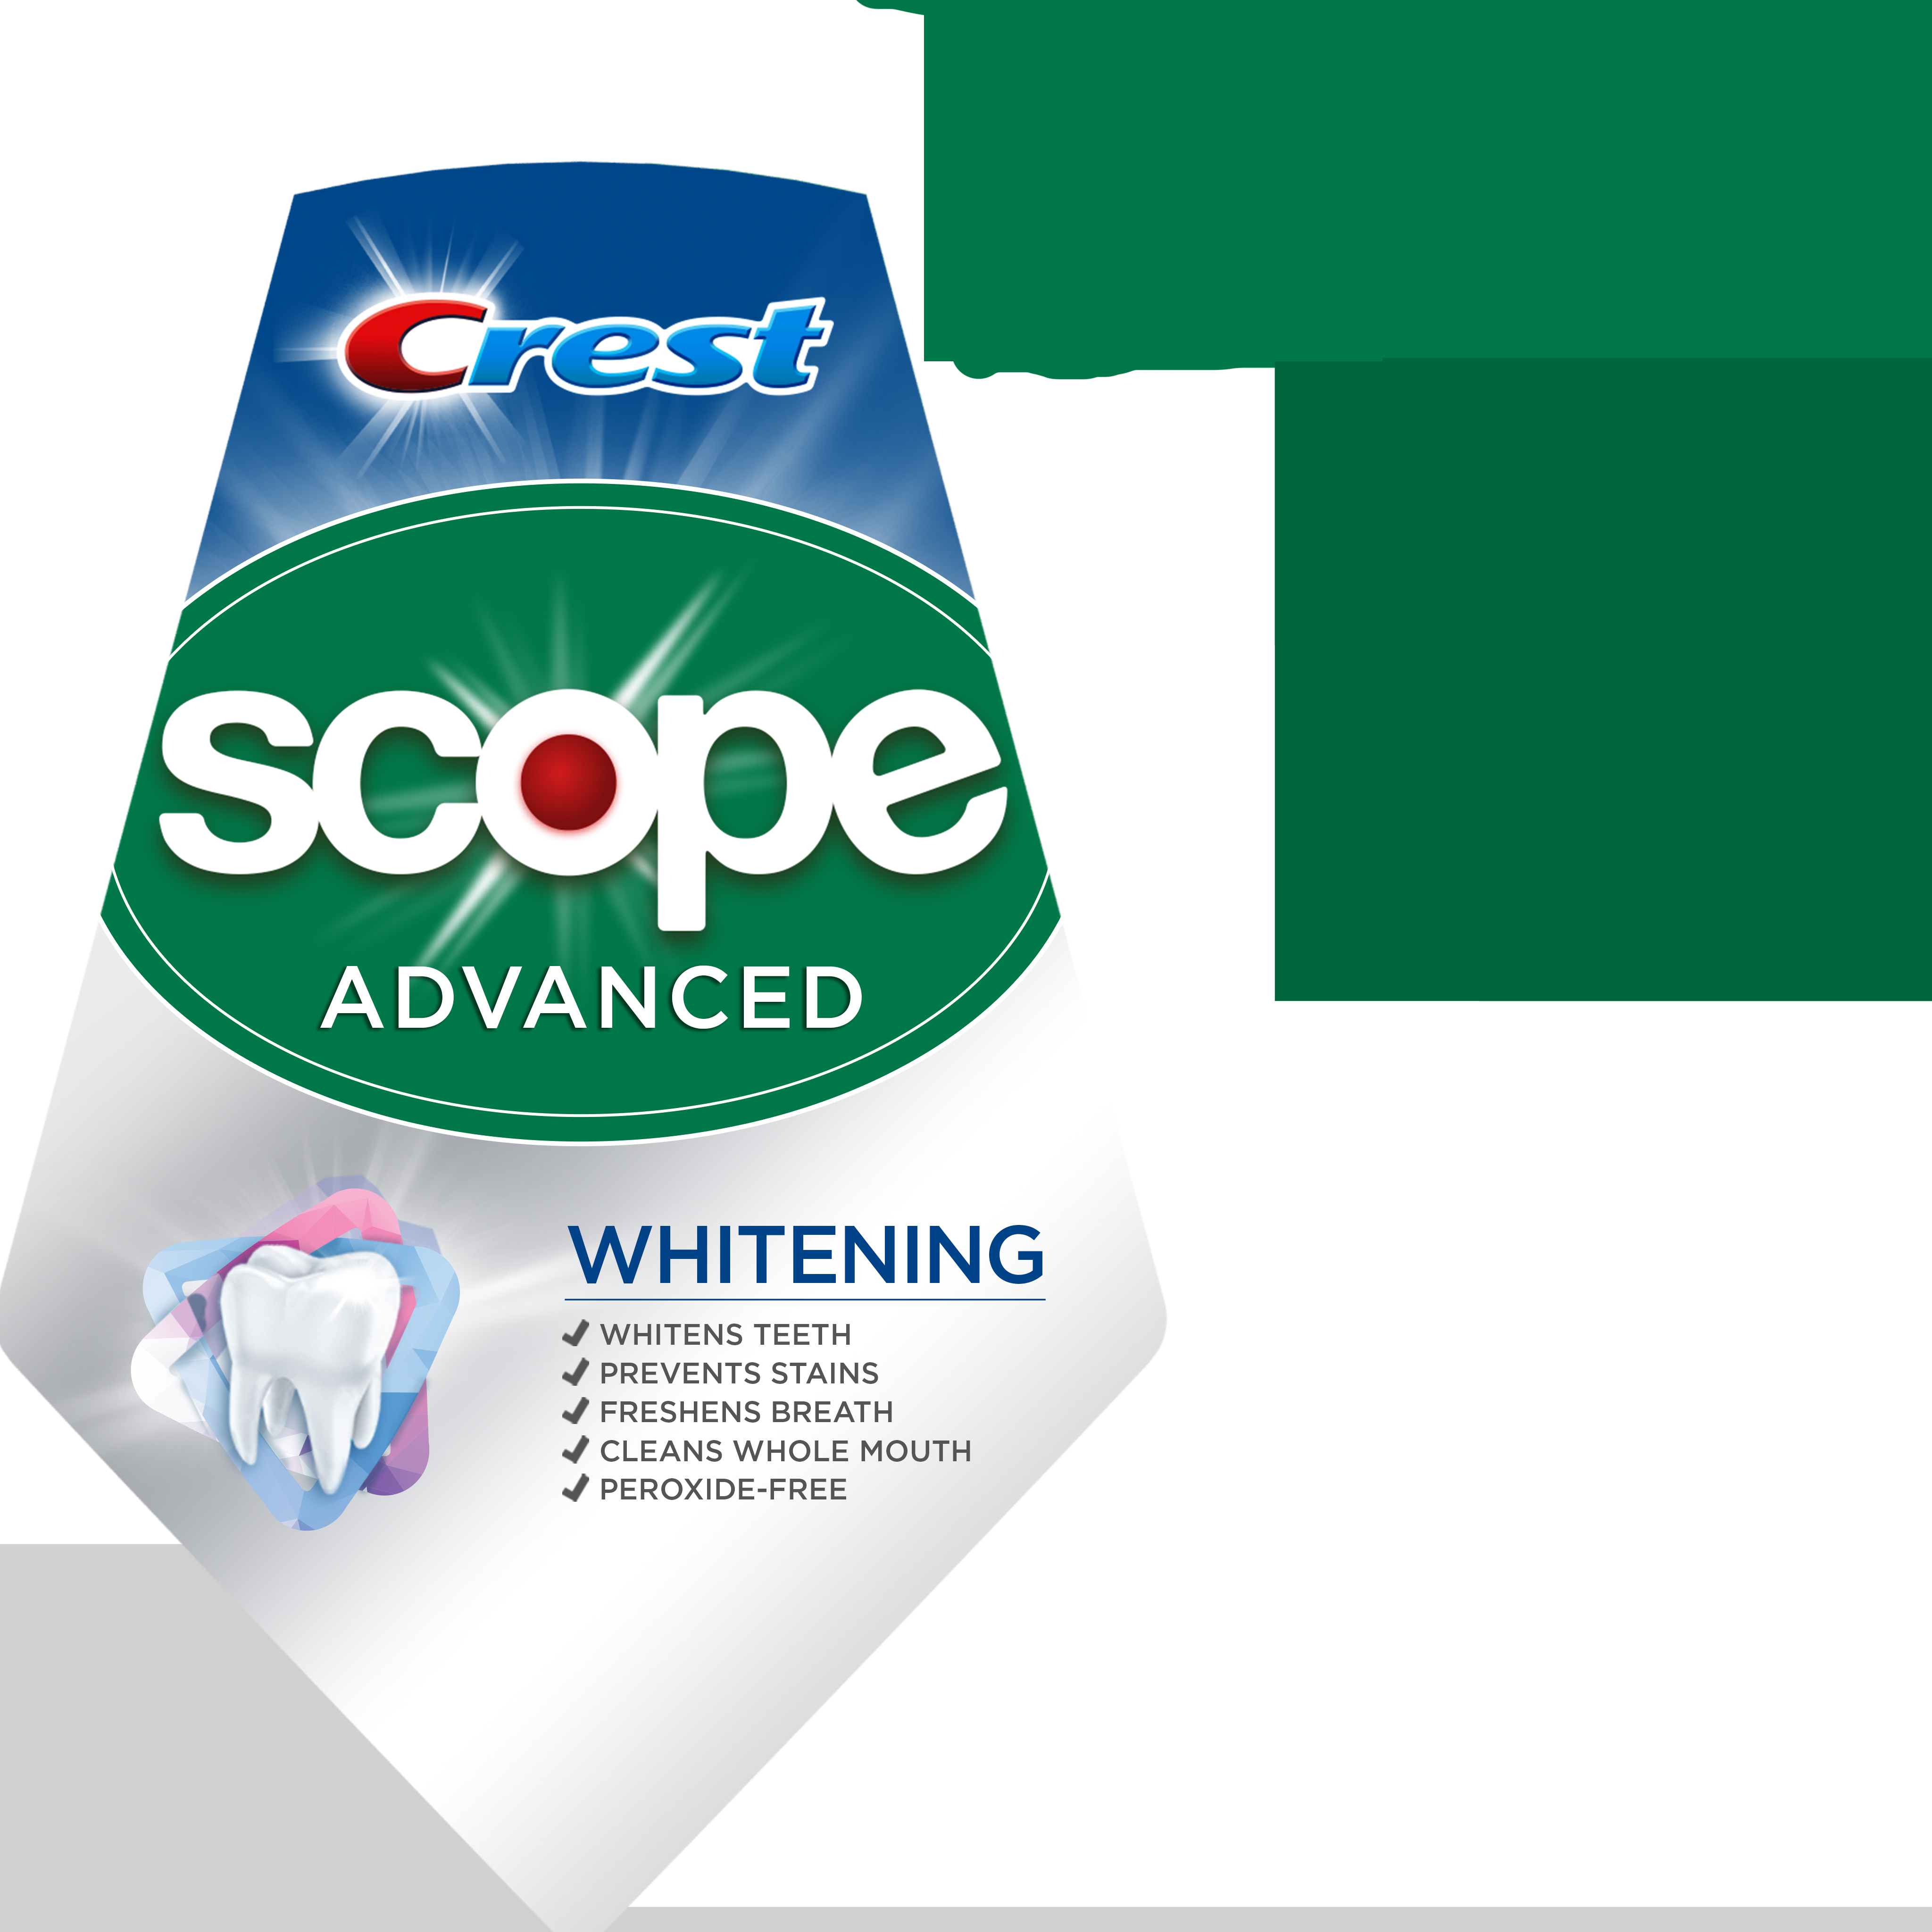 Crest
scope
ADVANCED
WHITENING
WHITENS TEETH
PREVENTS STAINS
FRESHENS BREATH
CLEANS WHOLE MOUTH
PEROXIDE-FREE